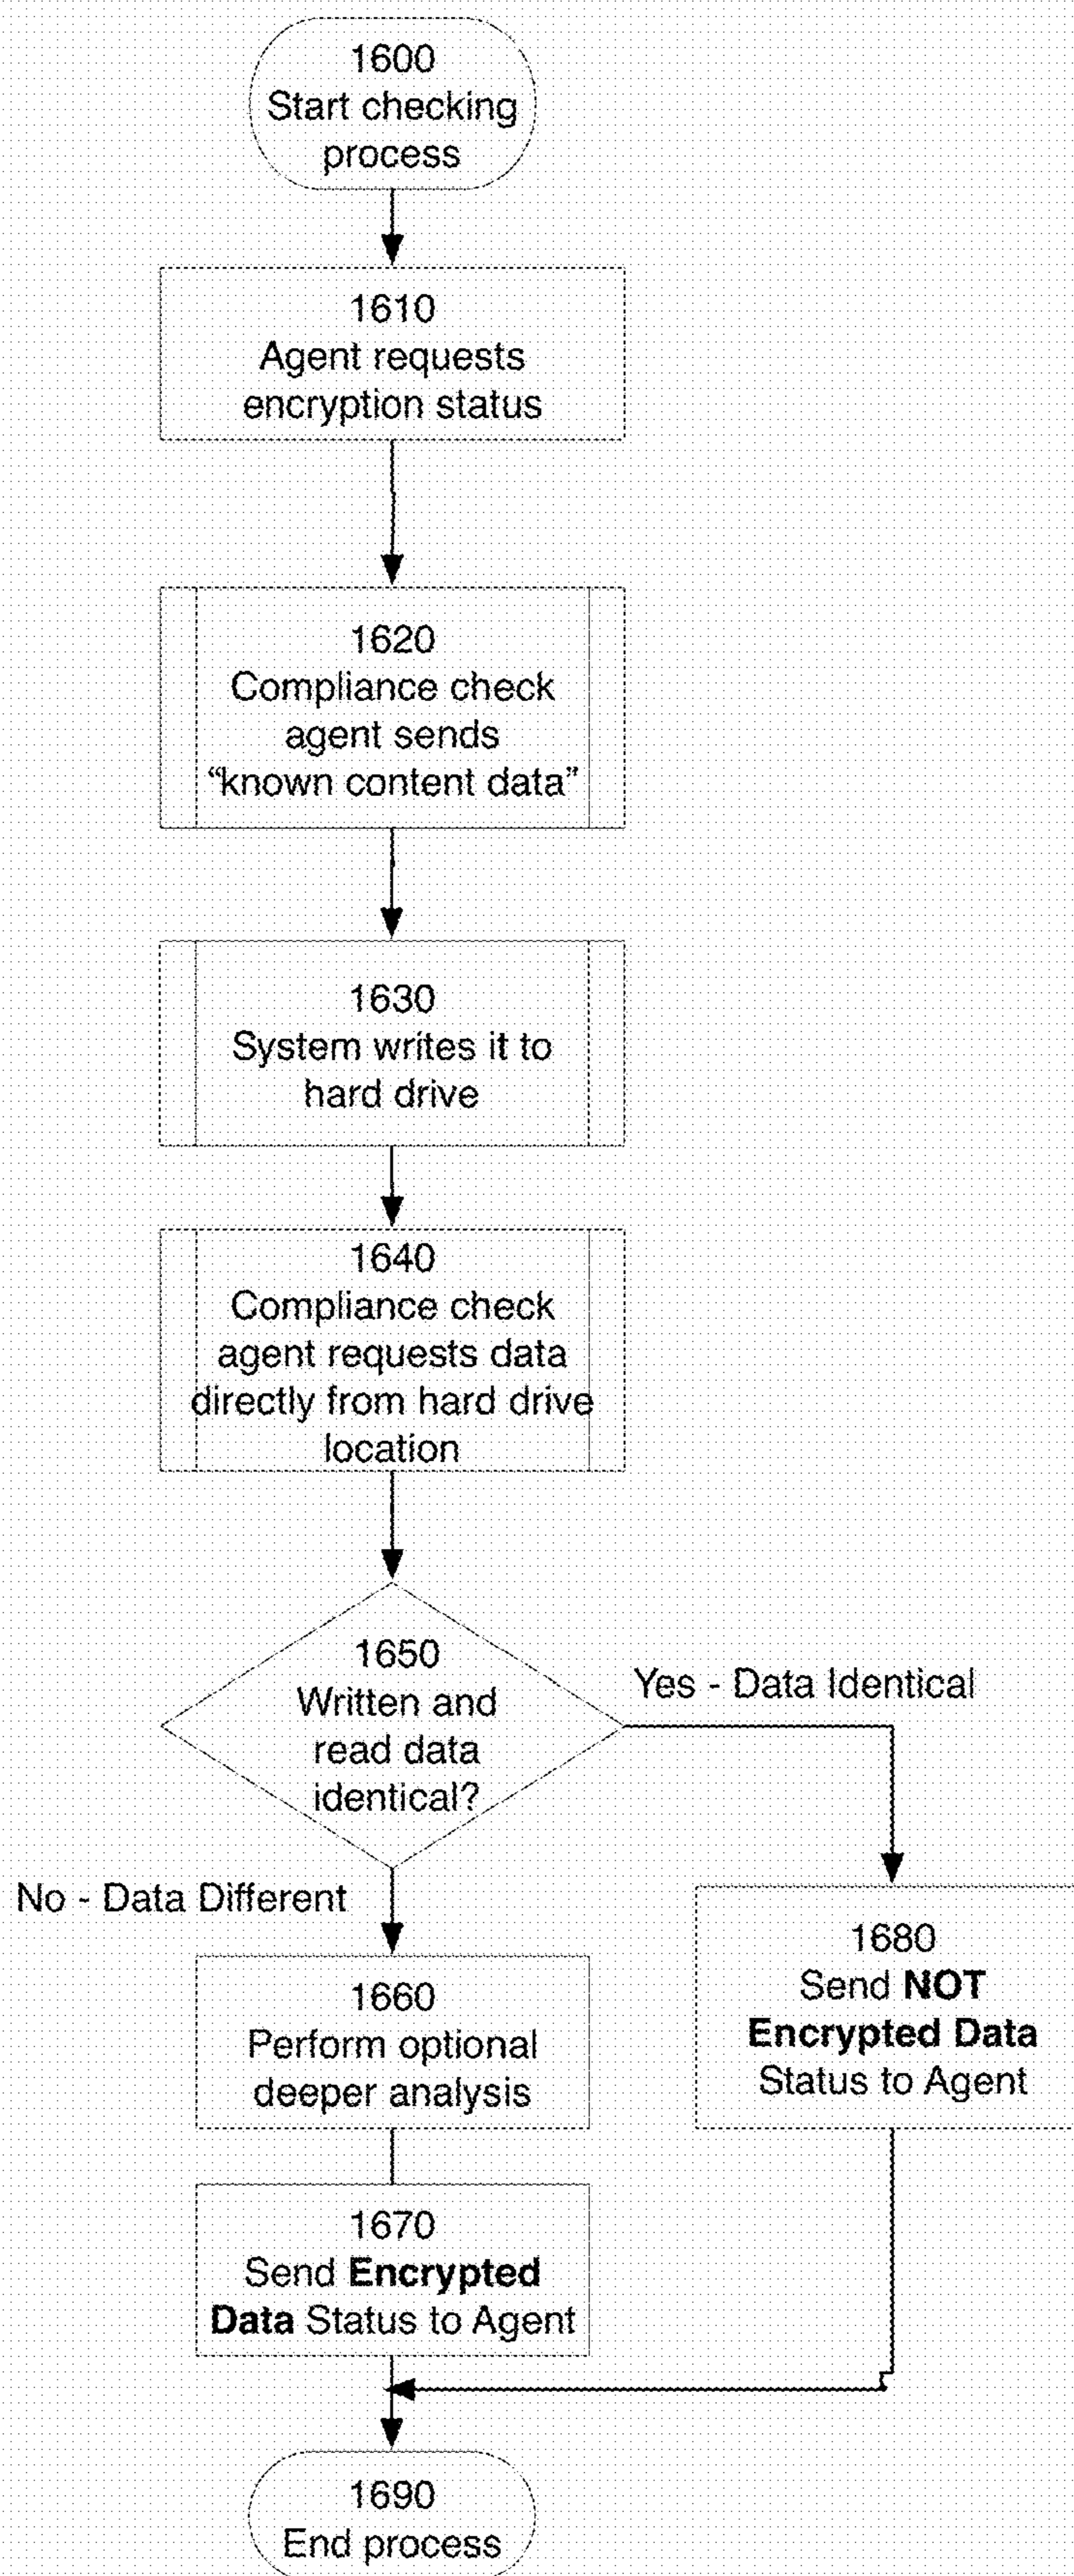 1600
Start checking
process
1610
Agent requests
encryption status
1620
Compliance check
agent sends
“known content data”
1630
System writes it to
hard drive
1640
Compliance check
agent requests data
directly from hard drive
location
1650
Written and
read data
identical?
Yes - Data Identical
No - Data Different
1660
Perform optional
deeper analysis
1680
Send NOT
Encrypted Data
Status to Agent
1670
Send Encrypted
Data Status to Agent
1690
End process